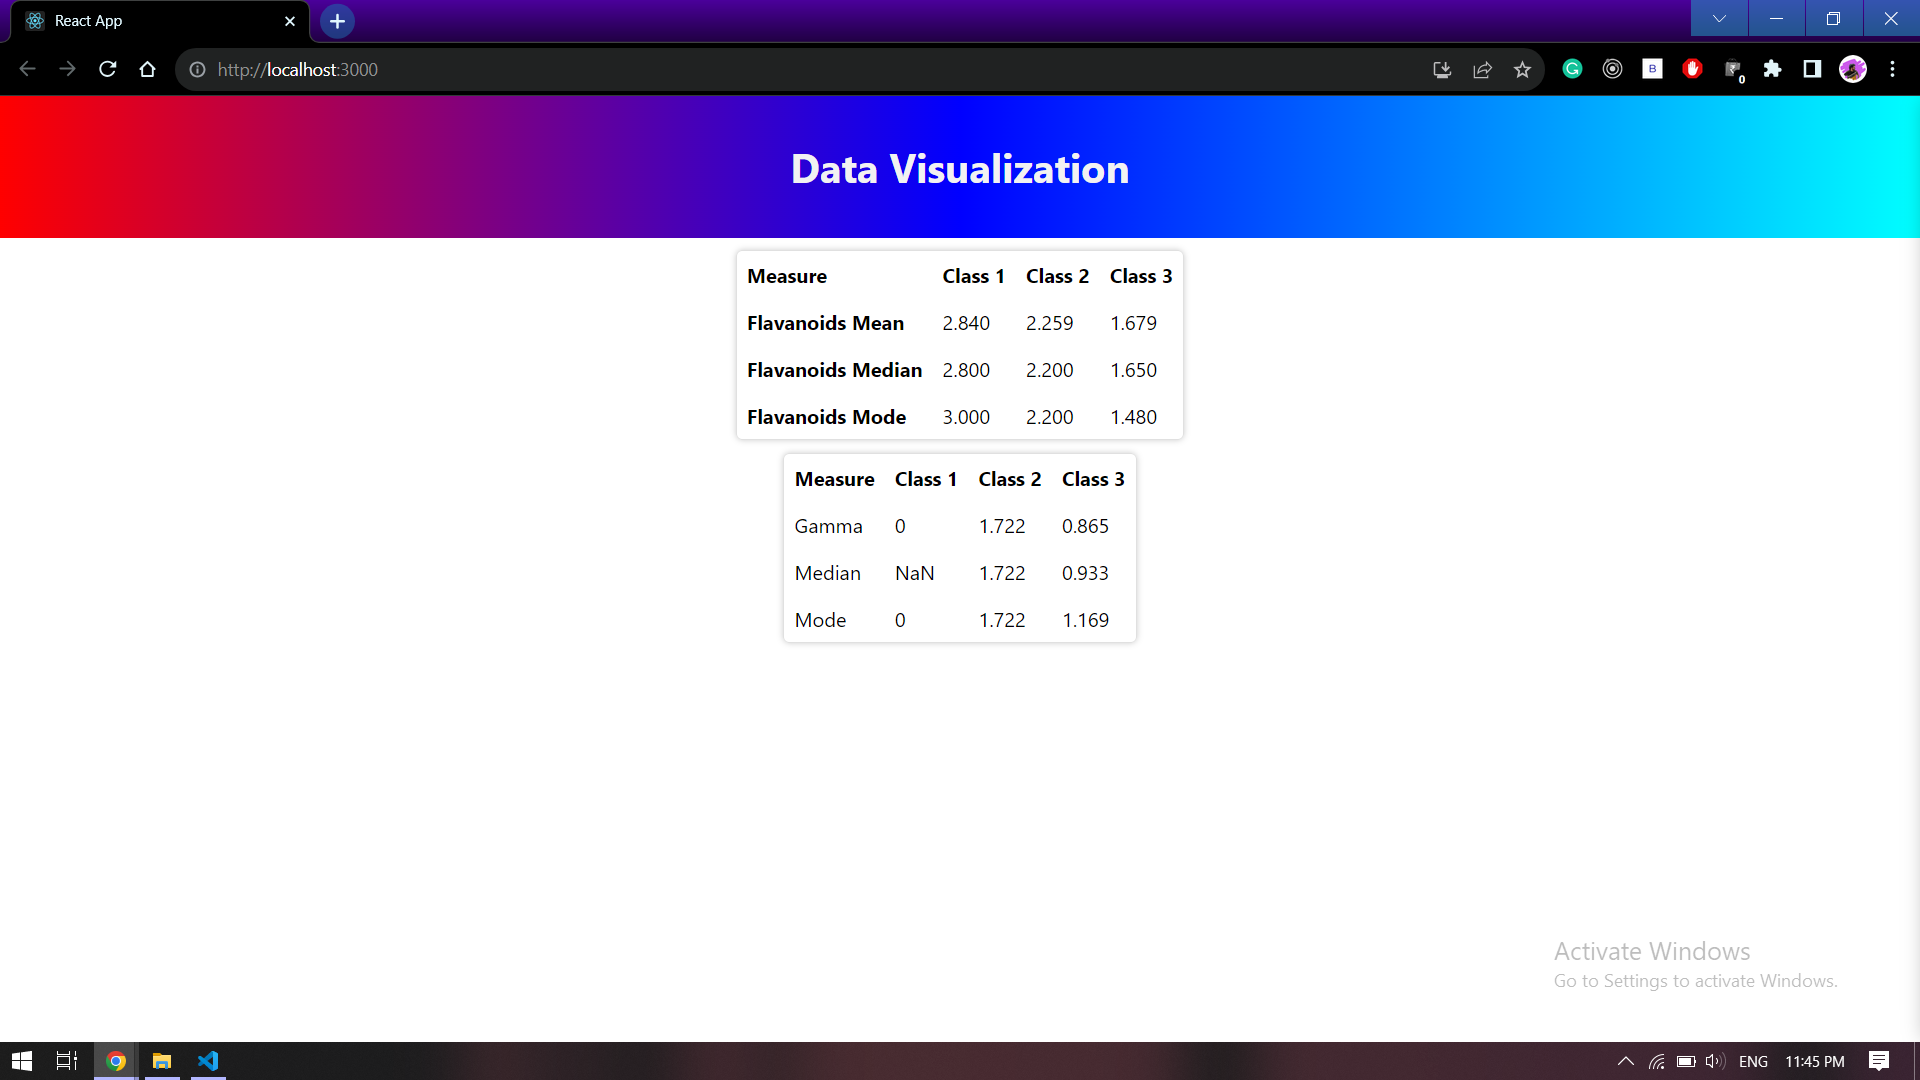 React App
http://localhost:3000
0
Data Visualization
Measure Class 1 Class 2 Class 3
Flavanoids Mean 2.840 2.259 1.679
Flavanoids Median 2.800 2.200 1.650
Flavanoids Mode 3.000 2.200 1.480
Measure Class 1 Class 2 Class 3
Gamma 0 1.722 0.865
Median NaN 1.722 0.933
Mode 0 1.722 1.169
Activate Windows
Go to Settings to activate Windows.
ENG 11:45 PM